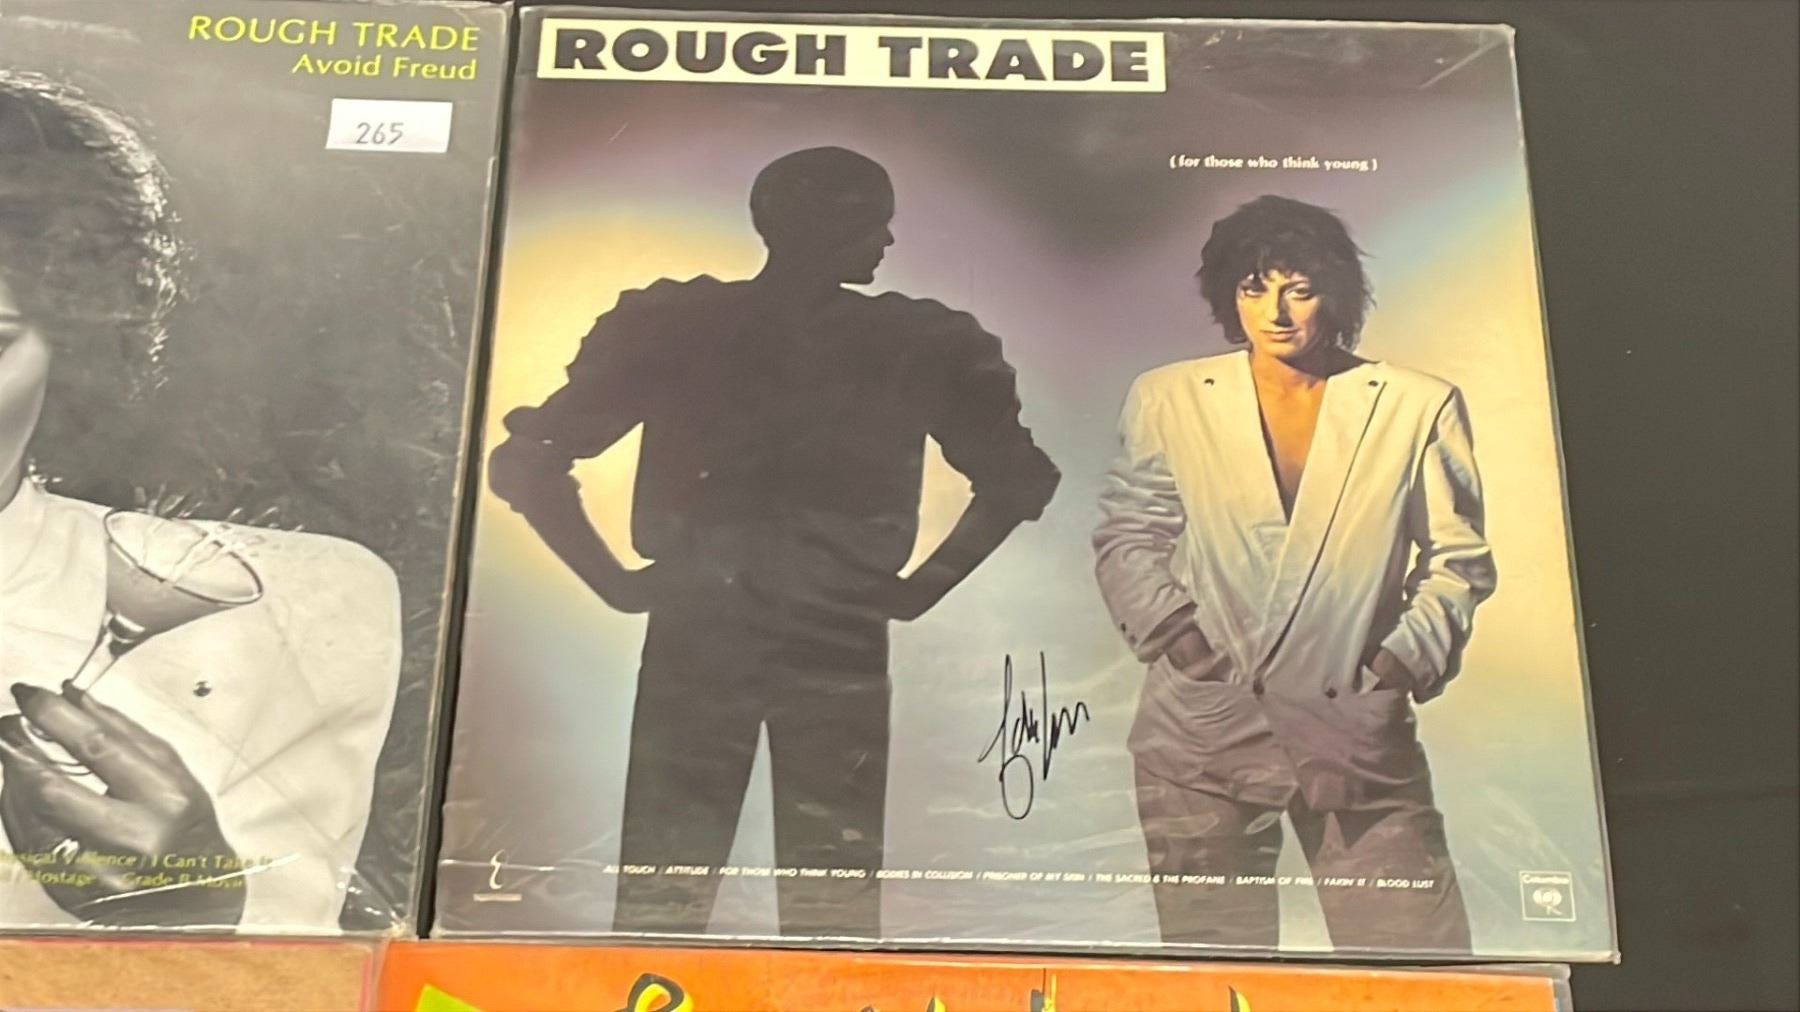 ROUGH TRADE
Avoid Freud
265
ROUGH TRADE
(for those who think young)
ALL TOUCH / ATTITUDE / FOR THOSE WHO THINK YOUNG / BODIES IN COLLISION / PRISONER OF MY SKIN / THE SACRED & THE PROFANE / BAPTISM OF FIRE / FAKIN' IT / BLOOD LUST
Columbia
/ I Can't Take
Hostage Grade B Movie